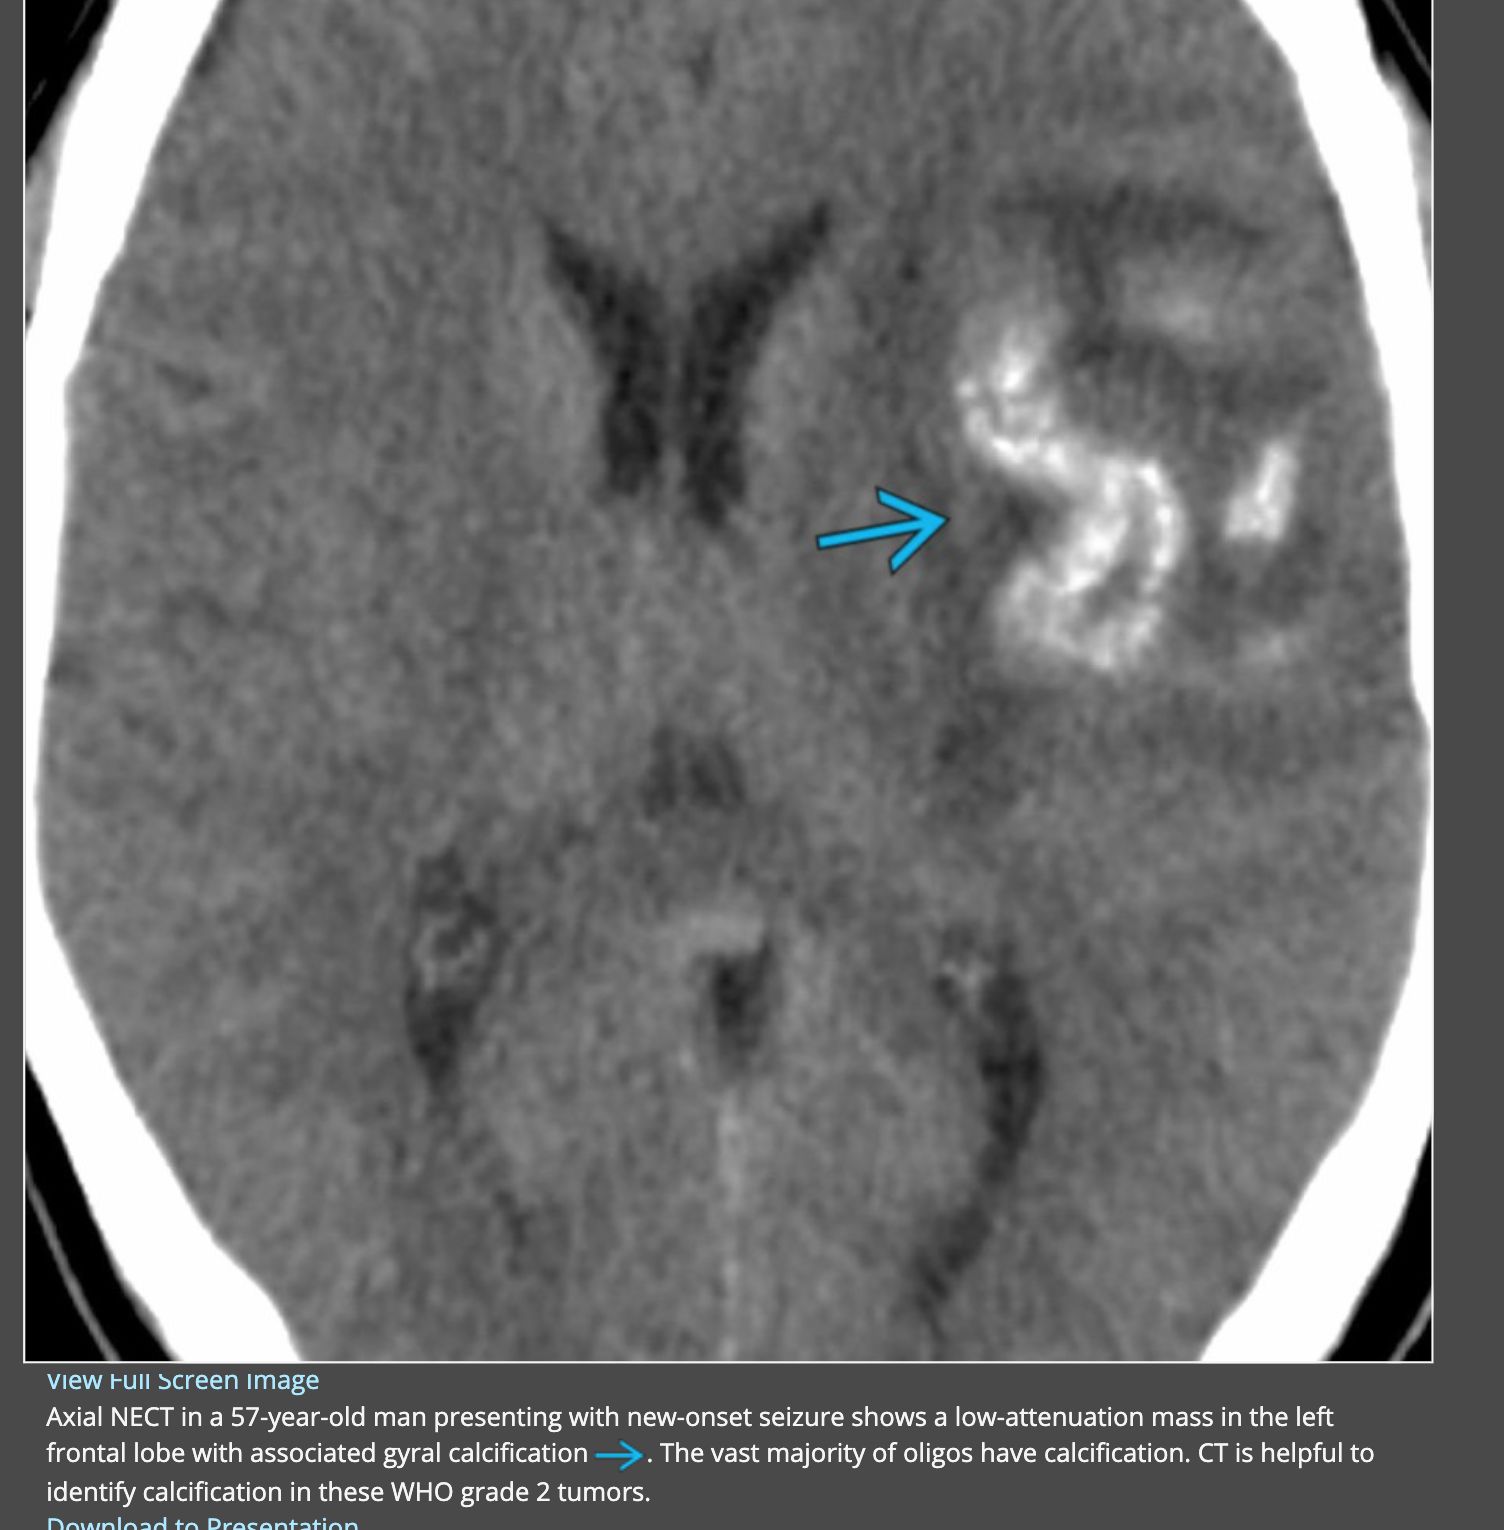 View Full Screen Image
Axial NECT in a 57-year-old man presenting with new-onset seizure shows a low-attenuation mass in the left
frontal lobe with associated gyral calcification . The vast majority of oligos have calcification. CT is helpful to
identify calcification in these WHO grade 2 tumors.
Download to Presentation